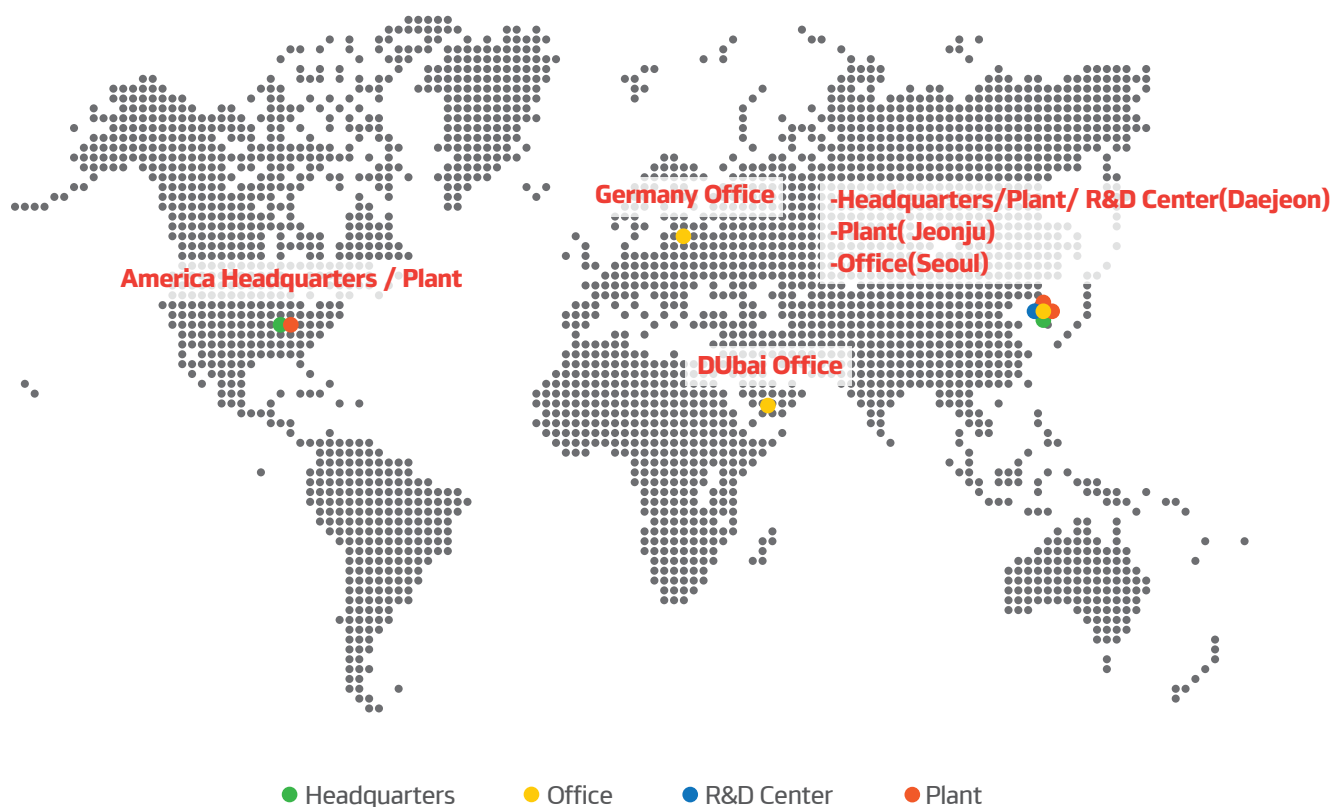 Germany Office
-Headquarters/Plant/ R&D Center(Daejeon)
-Plant( Jeonju)
-Office(Seoul)
America Headquarters / Plant
DUbai Office
Headquarters
Office
R&D Center
Plant